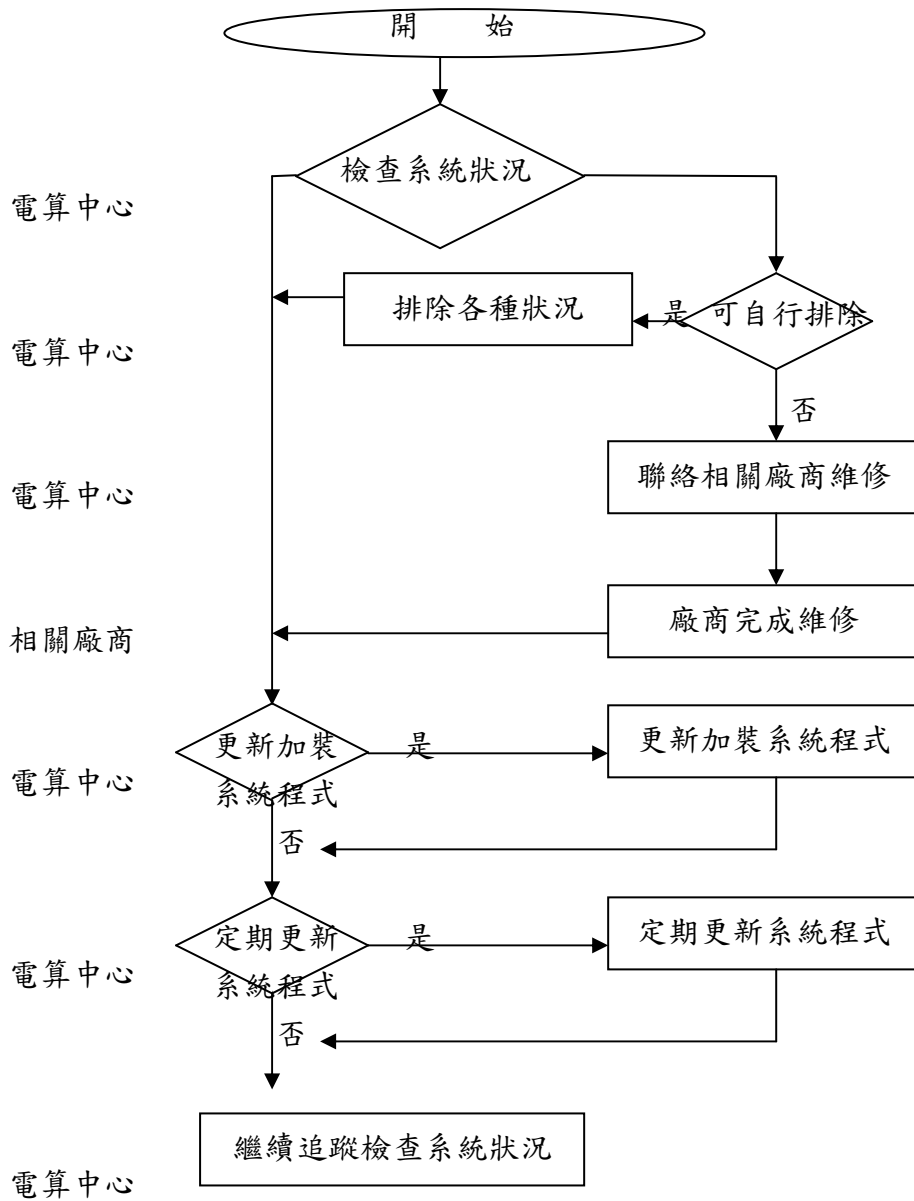 開 始
檢查系統狀況
電算中心
排除各種狀況
是
可自行排除
電算中心
否
聯絡相關廠商維修
電算中心
廠商完成維修
相關廠商
更新加裝
系統程式
是
更新加裝系統程式
電算中心
否
定期更新
系統程式
是
定期更新系統程式
電算中心
否
繼續追蹤檢查系統狀況
電算中心